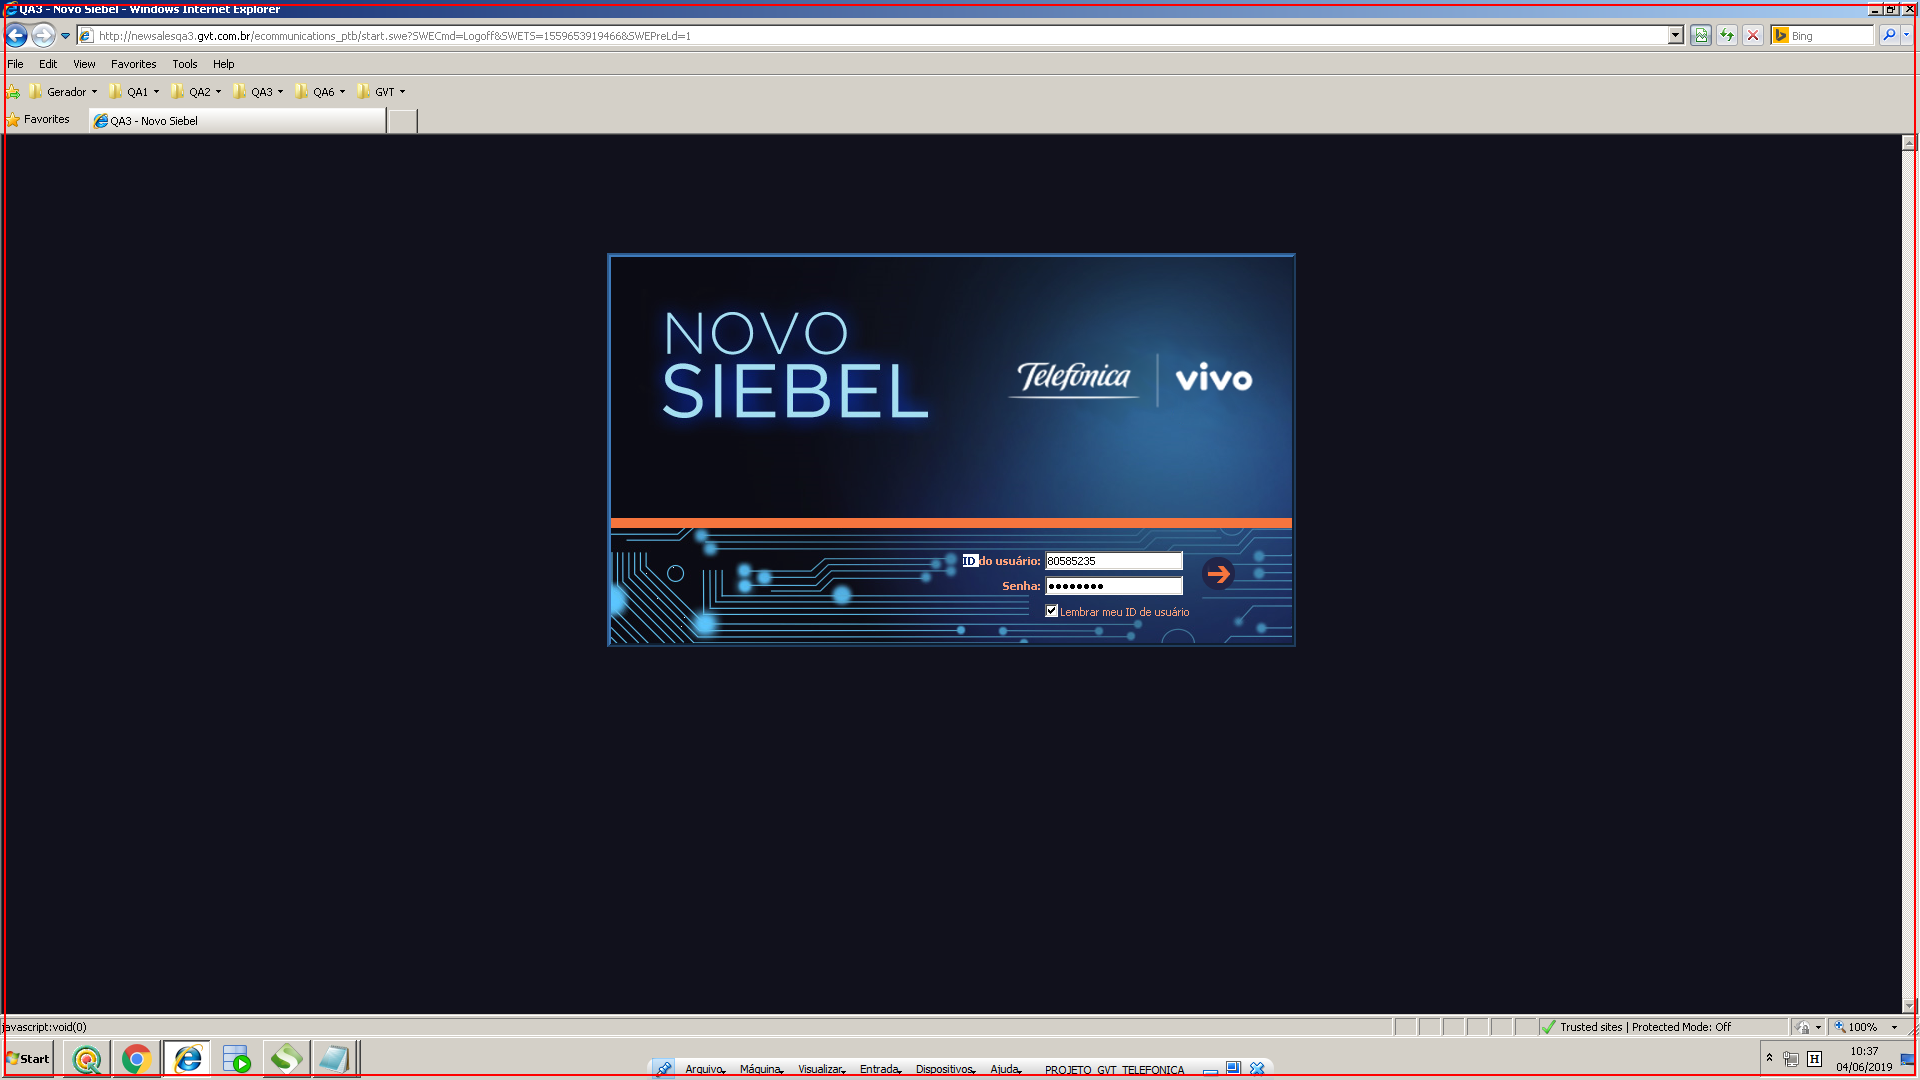 QA3 - Novo Siebel - Windows Internet Explorer
http://newsalesqa3.gvt.com.br/ecommunications_ptb/start.swe?SWECmd=Logoff&SWETS=1559653919466&SWEPreLd=1
Bing
File Edit View Favorites Tools Help
Gerador QA1 QA2 QA3 QA6 GVT
Favorites QA3 - Novo Siebel
NOVO
SIEBEL
Telefónica vivo
ID do usuário: 80585235
Senha: ●●●●●●●●
Lembrar meu ID de usuário
javascript:void(0)
Trusted sites | Protected Mode: Off
100%
Start
Arquivo Máquina Visualizar Entrada Dispositivos Ajuda PROJETO_GVT_TELEFONICA
H
10:37
04/06/2019